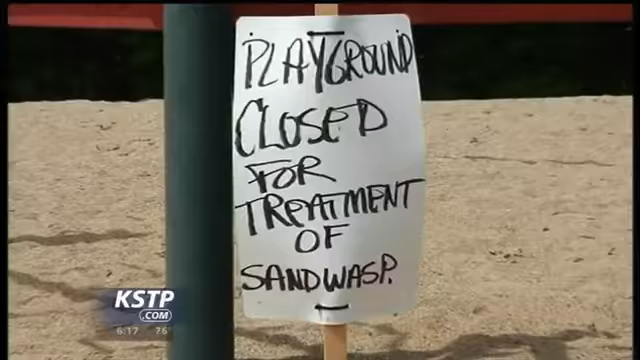 PLAYGROUND
CLOSED
FOR
TREATMENT
OF
SANDWASP.
KSTP
.COM
6:17 76